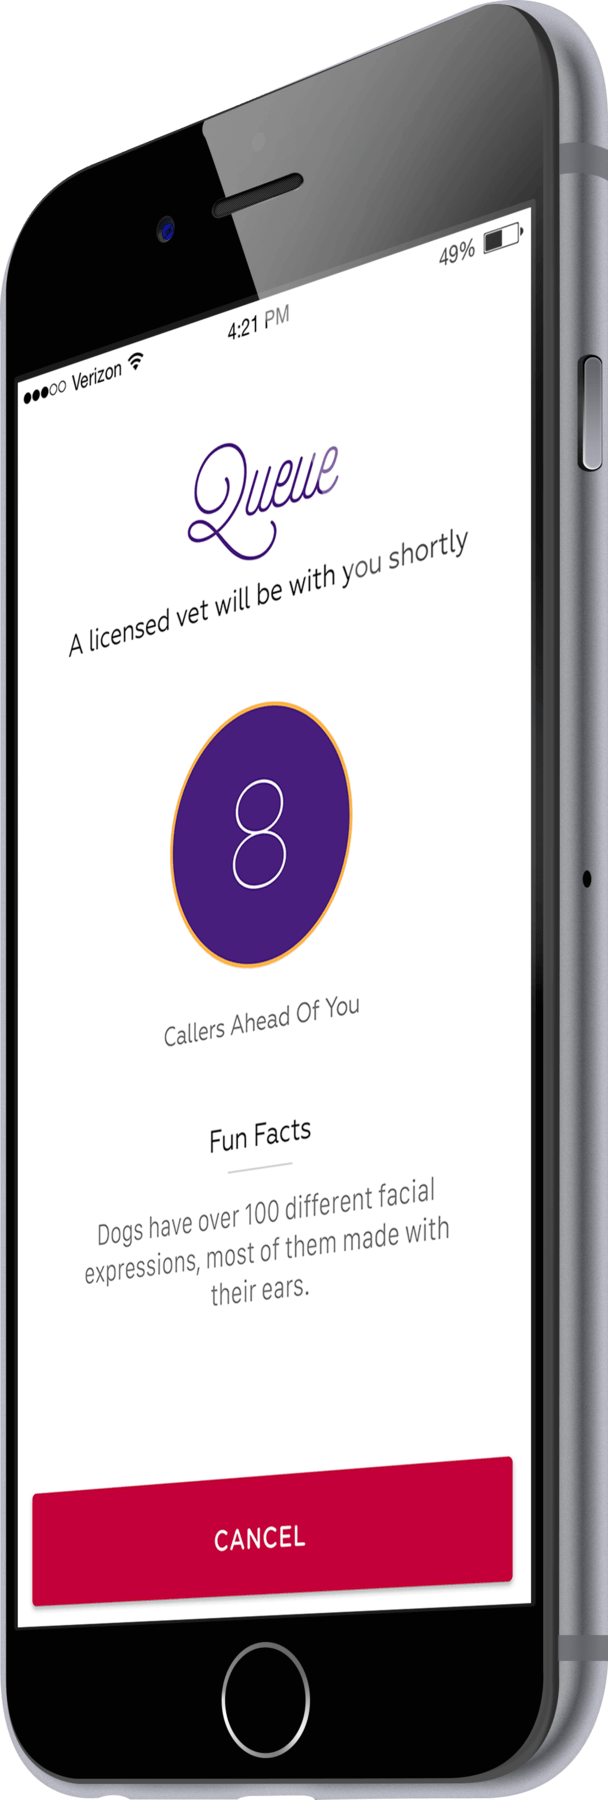 Verizon 4:21 PM 49%
Queue
A licensed vet will be with you shortly
8
Callers Ahead Of You
Fun Facts
Dogs have over 100 different facial
expressions, most of them made with
their ears.
CANCEL